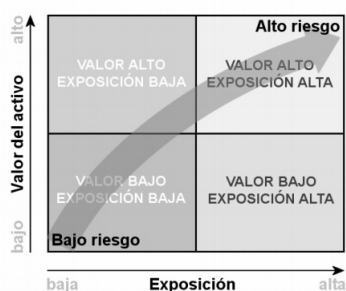 alto
Valor del activo
bajo
Alto riesgo
VALOR ALTO
EXPOSICIÓN BAJA
VALOR ALTO
EXPOSICIÓN ALTA
VALOR BAJO
EXPOSICIÓN BAJA
VALOR BAJO
EXPOSICIÓN ALTA
Bajo riesgo
baja
Exposición
alta